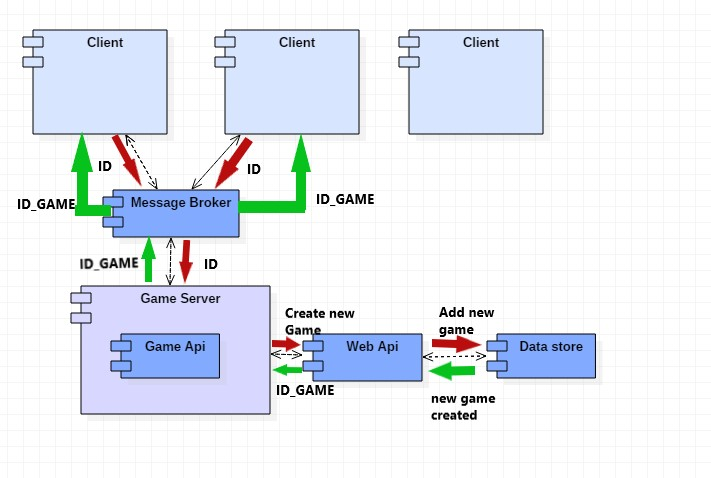 Client
Client
Client
ID
ID
ID_GAME
Message Broker
ID_GAME
ID_GAME
ID
Game Server
Create new
Game
Add new
game
Game Api
Web Api
Data store
ID_GAME
new game
created